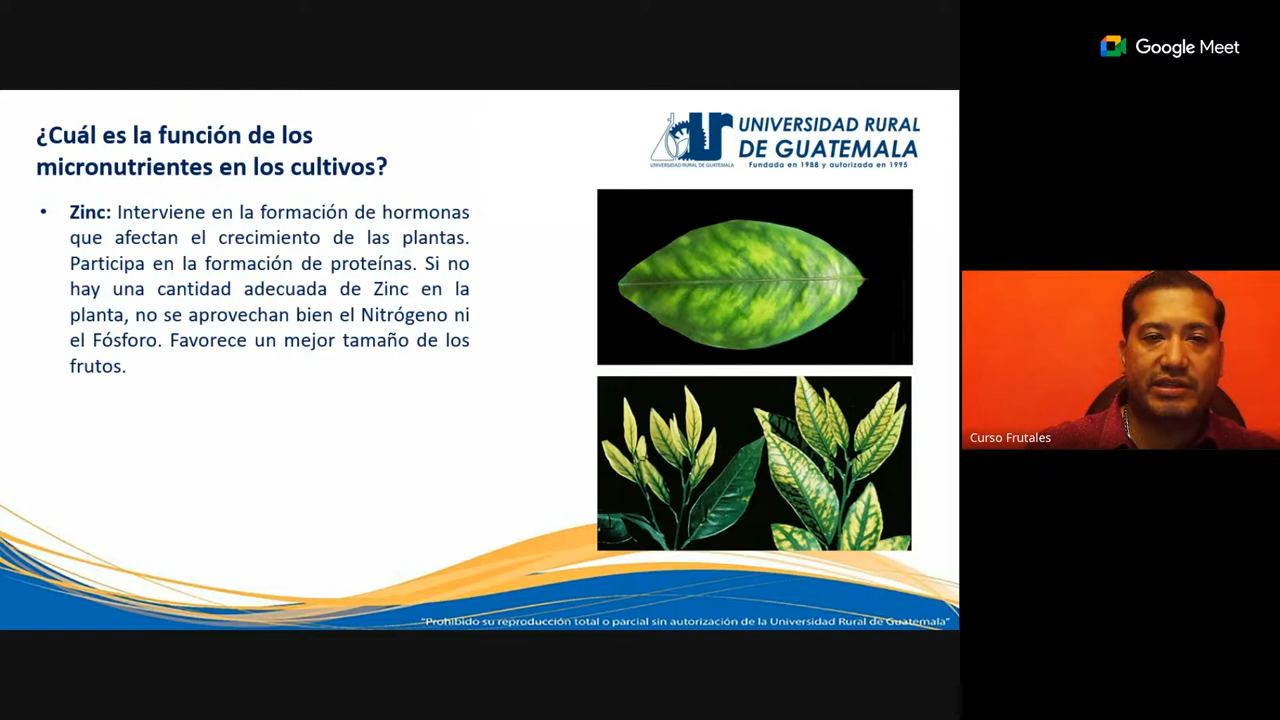 Google Meet
¿Cuál es la función de los
micronutrientes en los cultivos?
UNIVERSIDAD RURAL
DE GUATEMALA
Fundada en 1988 y autorizada en 1995
UNIVERSIDAD RURAL DE GUATEMALA
• Zinc: Interviene en la formación de hormonas
que afectan el crecimiento de las plantas.
Participa en la formación de proteínas. Si no
hay una cantidad adecuada de Zinc en la
planta, no se aprovechan bien el Nitrógeno ni
el Fósforo. Favorece un mejor tamaño de los
frutos.
Curso Frutales
"Prohibido su reproducción total o parcial sin autorización de la Universidad Rural de Guatemala"